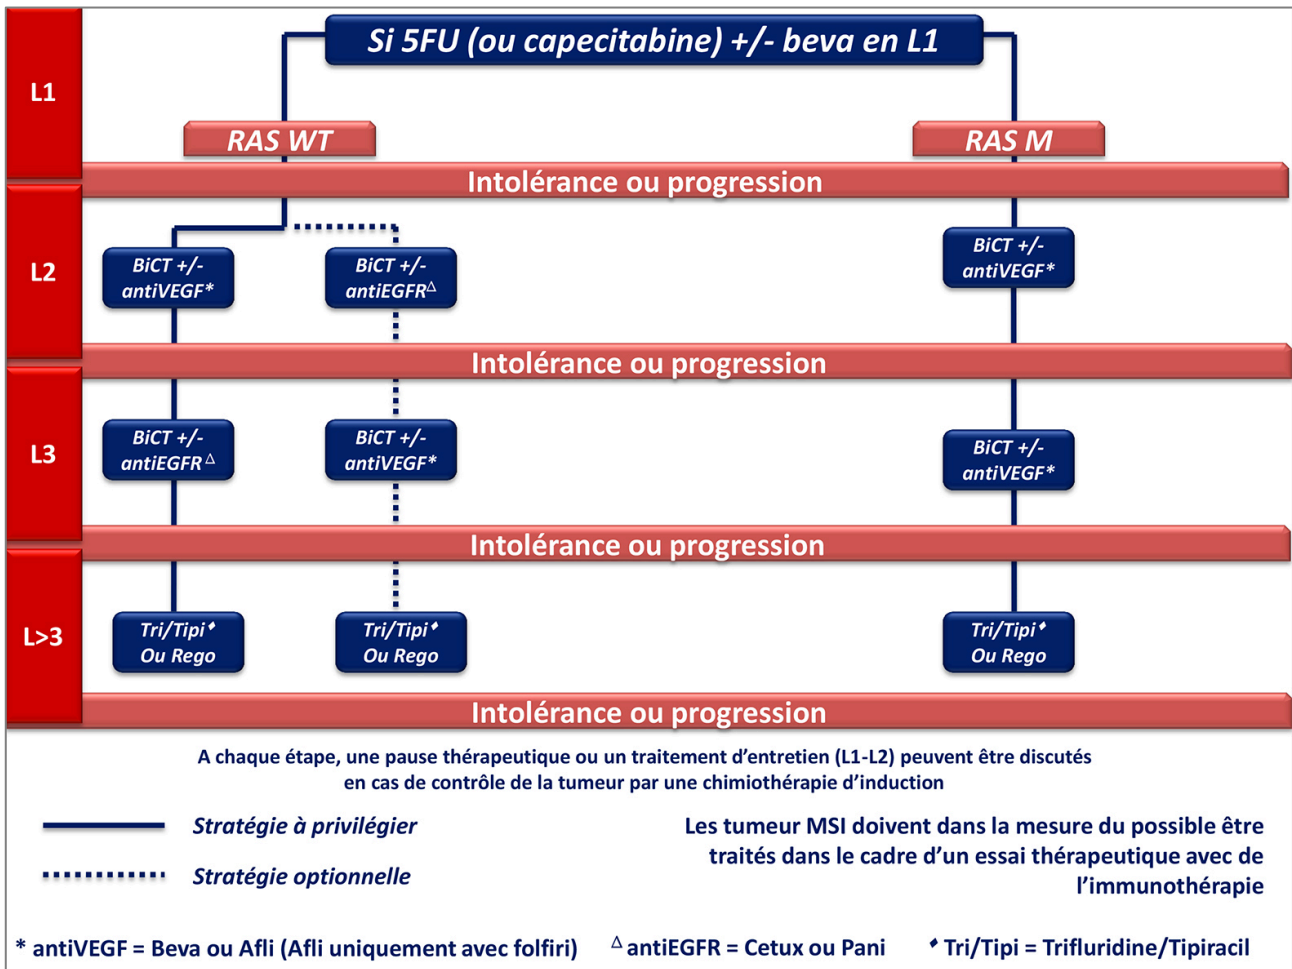 Si 5FU (ou capecitabine) +/- beva en L1
L1
RAS WT
RAS M
Intolérance ou progression
L2
BiCT +/-
antiVEGF*
BiCT +/-
antiEGFRΔ
BiCT +/-
antiVEGF*
Intolérance ou progression
L3
BiCT +/-
antiEGFRΔ
BiCT +/-
antiVEGF*
BiCT +/-
antiVEGF*
Intolérance ou progression
L>3
Tri/Tipi♦
Ou Rego
Tri/Tipi♦
Ou Rego
Tri/Tipi♦
Ou Rego
Intolérance ou progression
A chaque étape, une pause thérapeutique ou un traitement d'entretien (L1-L2) peuvent être discutés
en cas de contrôle de la tumeur par une chimiothérapie d'induction
Stratégie à privilégier
Stratégie optionnelle
Les tumeur MSI doivent dans la mesure du possible être
traités dans le cadre d'un essai thérapeutique avec de
l'immunothérapie
* antiVEGF = Beva ou Afli (Afli uniquement avec folfiri) Δ antiEGFR = Cetux ou Pani ♦ Tri/Tipi = Trifluridine/Tipiracil